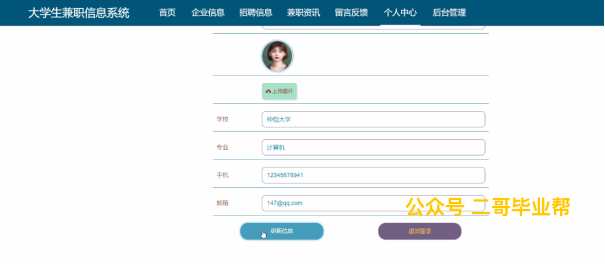 大学生兼职信息系统 首页 企业信息 招聘信息 兼职资讯 留言反馈 个人中心 后台管理
上传图片
学校 仲恺大学
专业 计算机
手机 12345678941
邮箱 147@qq.com
公众号 二哥毕业帮
更新信息 退出登录